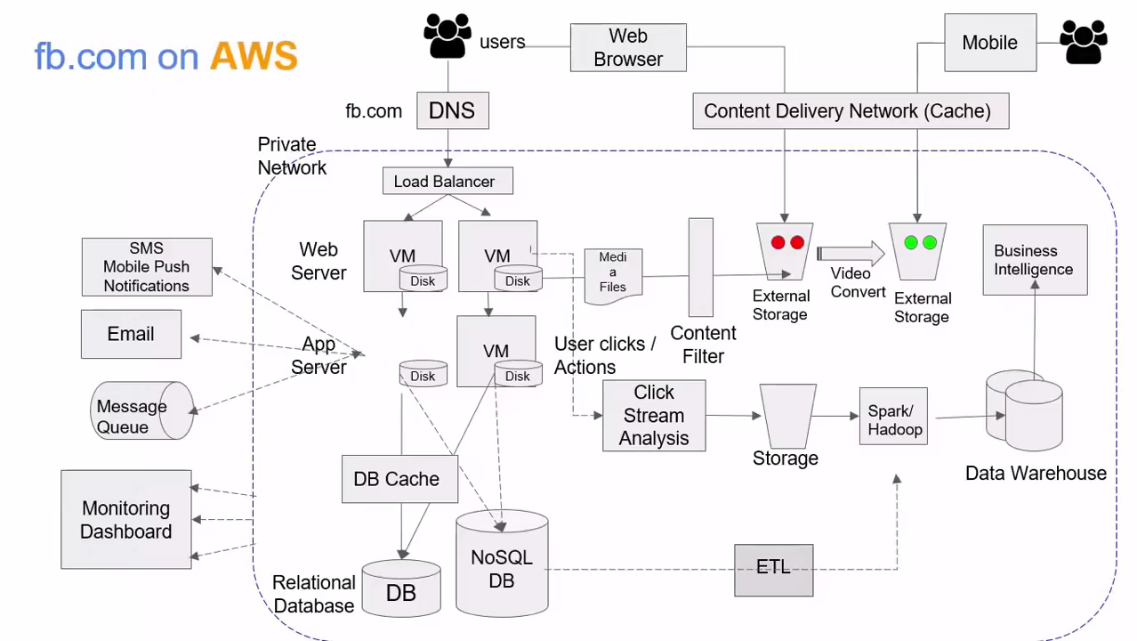 fb.com on AWS
users
Web
Browser
Mobile
fb.com
DNS
Content Delivery Network (Cache)
Private
Network
Load Balancer
Web
Server
VM
Disk
VM
Disk
Medi
a
Files
External
Storage
Video
Convert
External
Storage
Business
Intelligence
SMS
Mobile Push
Notifications
Email
Message
Queue
App
Server
Disk
VM
Disk
User clicks /
Actions
Content
Filter
Click
Stream
Analysis
Storage
Spark/
Hadoop
Data Warehouse
Monitoring
Dashboard
DB Cache
Relational
Database
DB
NoSQL
DB
ETL